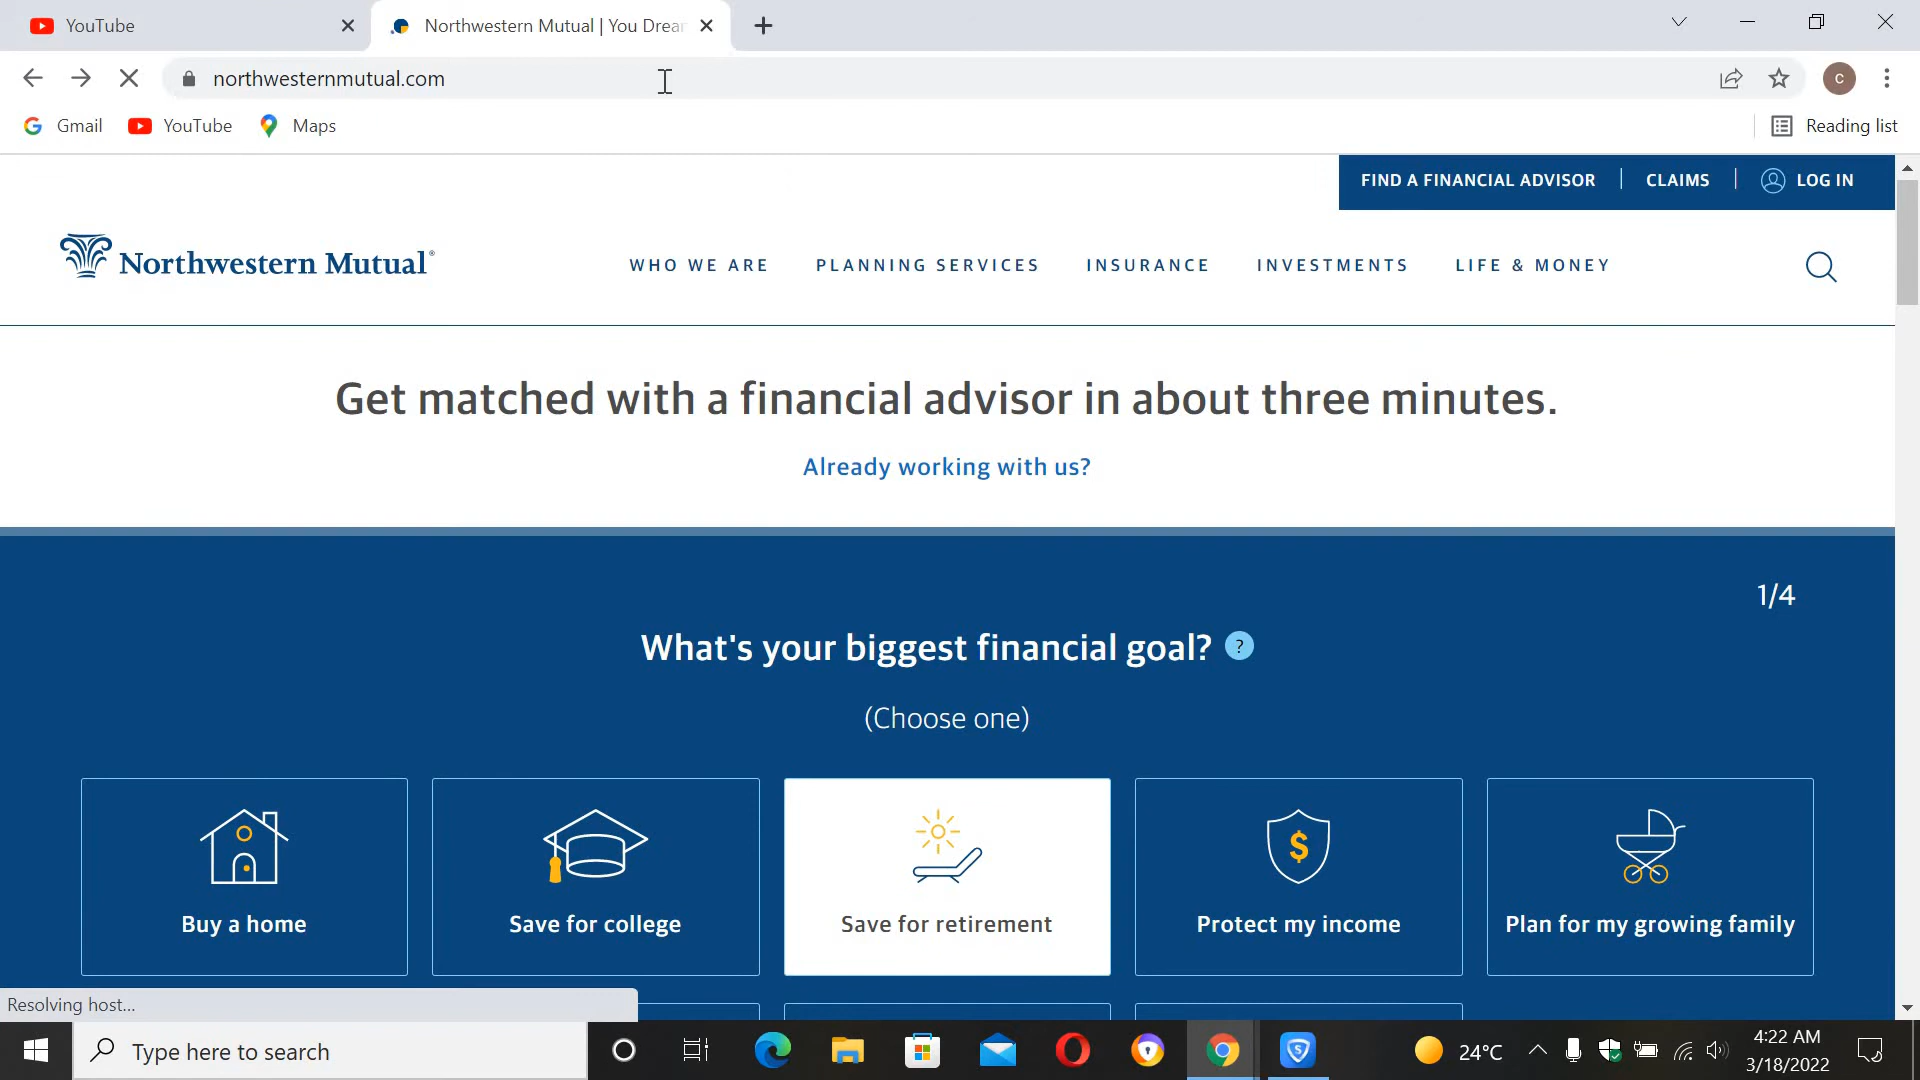 YouTube
Northwestern Mutual | You Drea
northwesternmutual.com
c
Gmail
YouTube
Maps
Reading list
FIND A FINANCIAL ADVISOR
CLAIMS
LOG IN
Northwestern Mutual®
WHO WE ARE
PLANNING SERVICES
INSURANCE
INVESTMENTS
LIFE & MONEY
Get matched with a financial advisor in about three minutes.
Already working with us?
1/4
What's your biggest financial goal? ?
(Choose one)
$
Buy a home
Save for college
Save for retirement
Protect my income
Plan for my growing family
Resolving host...
Type here to search
24°C
4:22 AM
3/18/2022